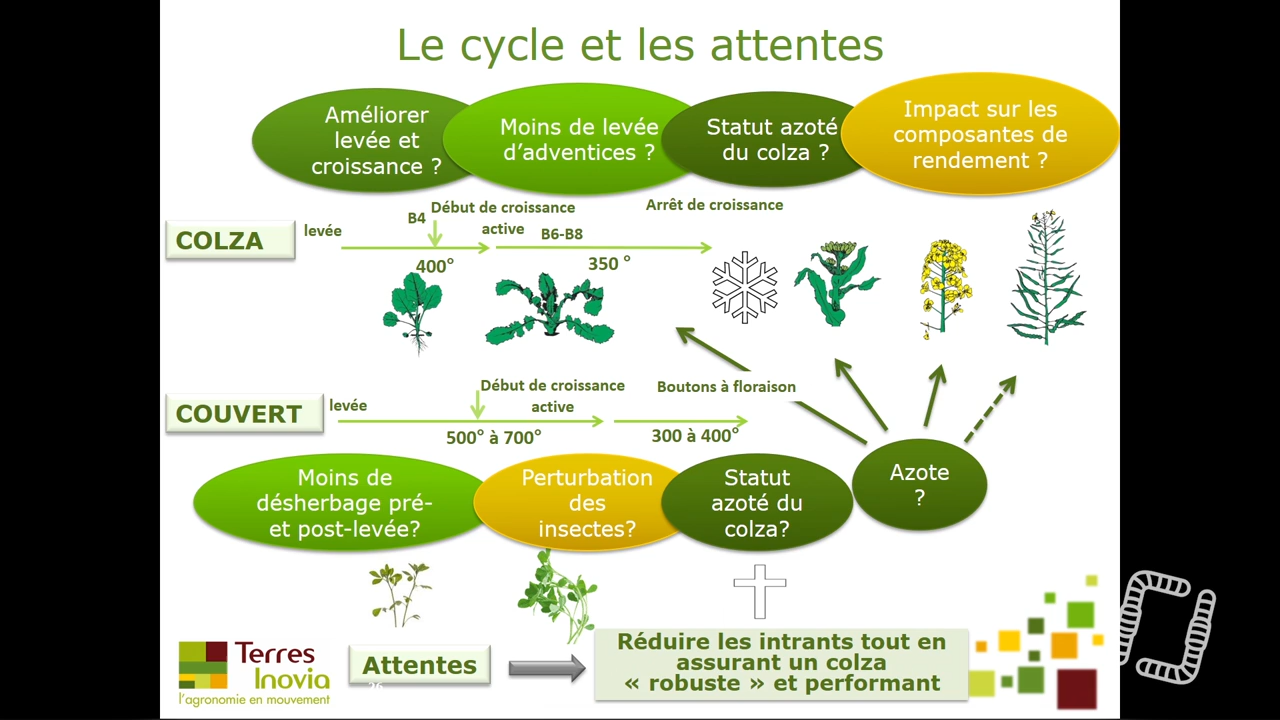 Le cycle et les attentes
Améliorer
levée et
croissance ?
Moins de levée
d’adventices ?
Statut azoté
du colza ?
Impact sur les
composantes de
rendement ?
COLZA
levée
B4
Début de croissance
active
B6-B8
Arrêt de croissance
400°
350 °
COUVERT
levée
Début de croissance
active
Boutons à floraison
500° à 700°
300 à 400°
Moins de
désherbage pré-
et post-levée?
Perturbation
des
insectes?
Statut
azoté du
colza?
Azote
?
Terres
Inovia
l’agronomie en mouvement
Attentes
26
Réduire les intrants tout en
assurant un colza
« robuste » et performant